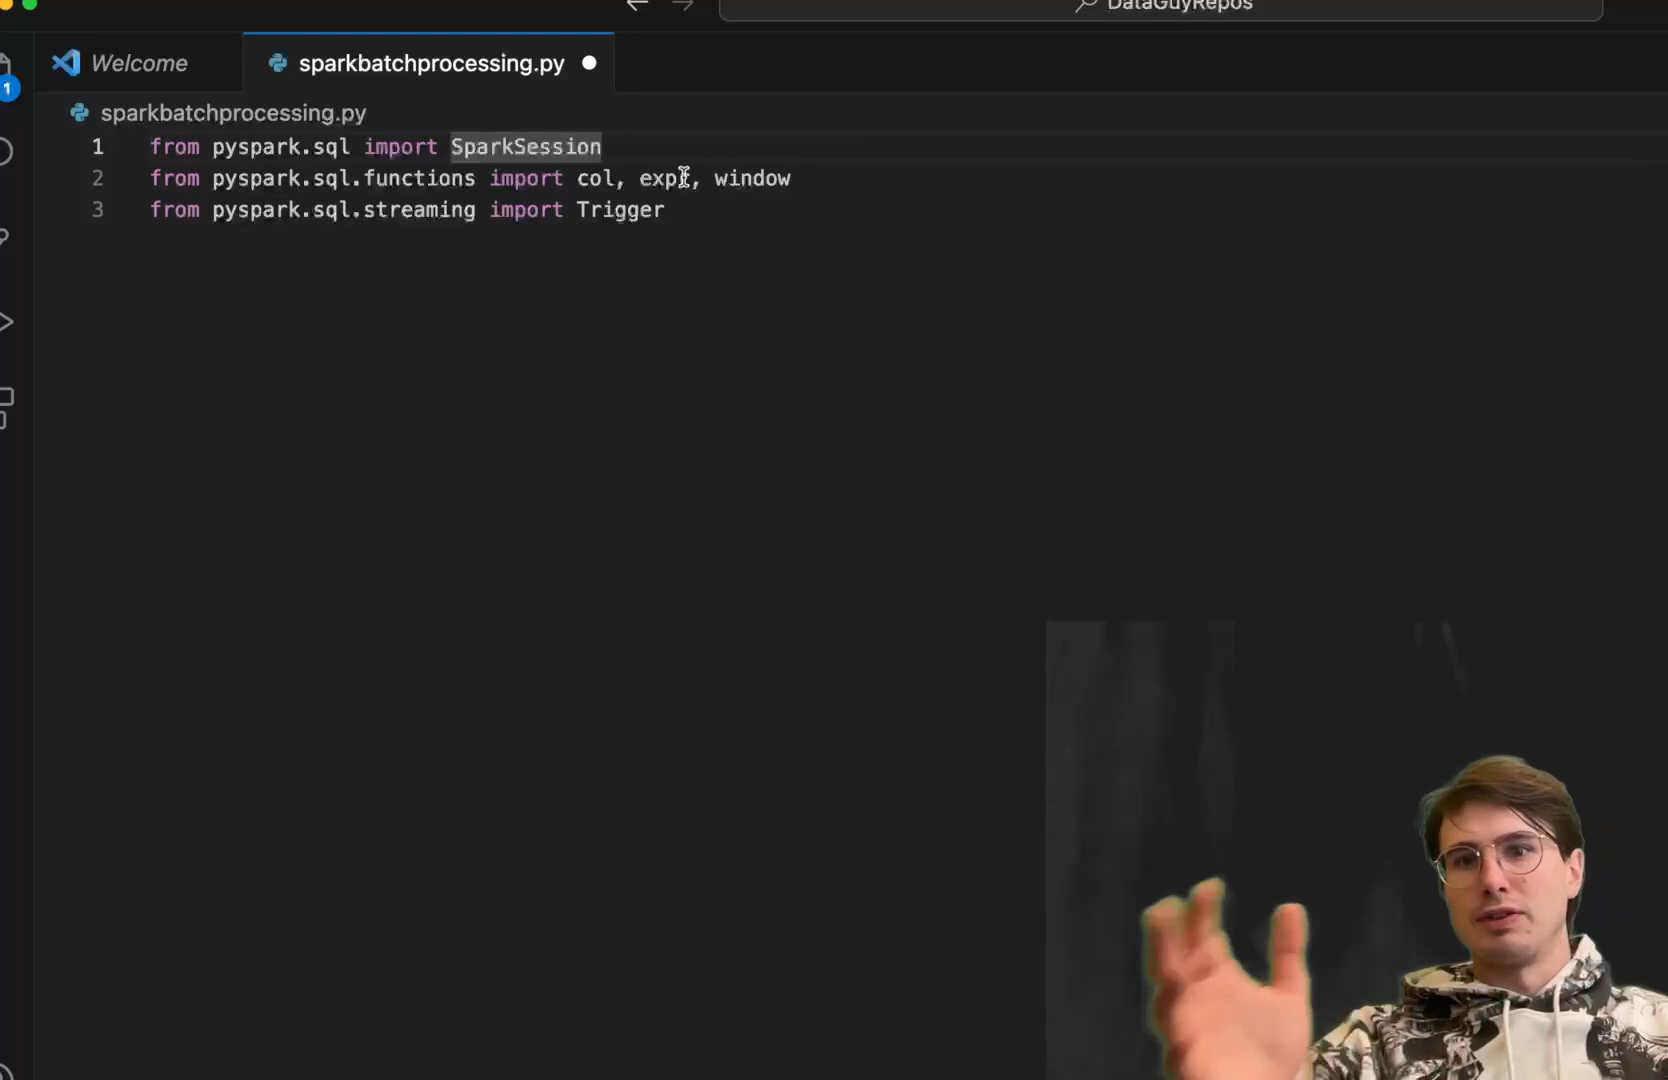 DataGuyRepos
Welcome
sparkbatchprocessing.py
1
sparkbatchprocessing.py
1 from pyspark.sql import SparkSession
2 from pyspark.sql.functions import col, expr, window
3 from pyspark.sql.streaming import Trigger